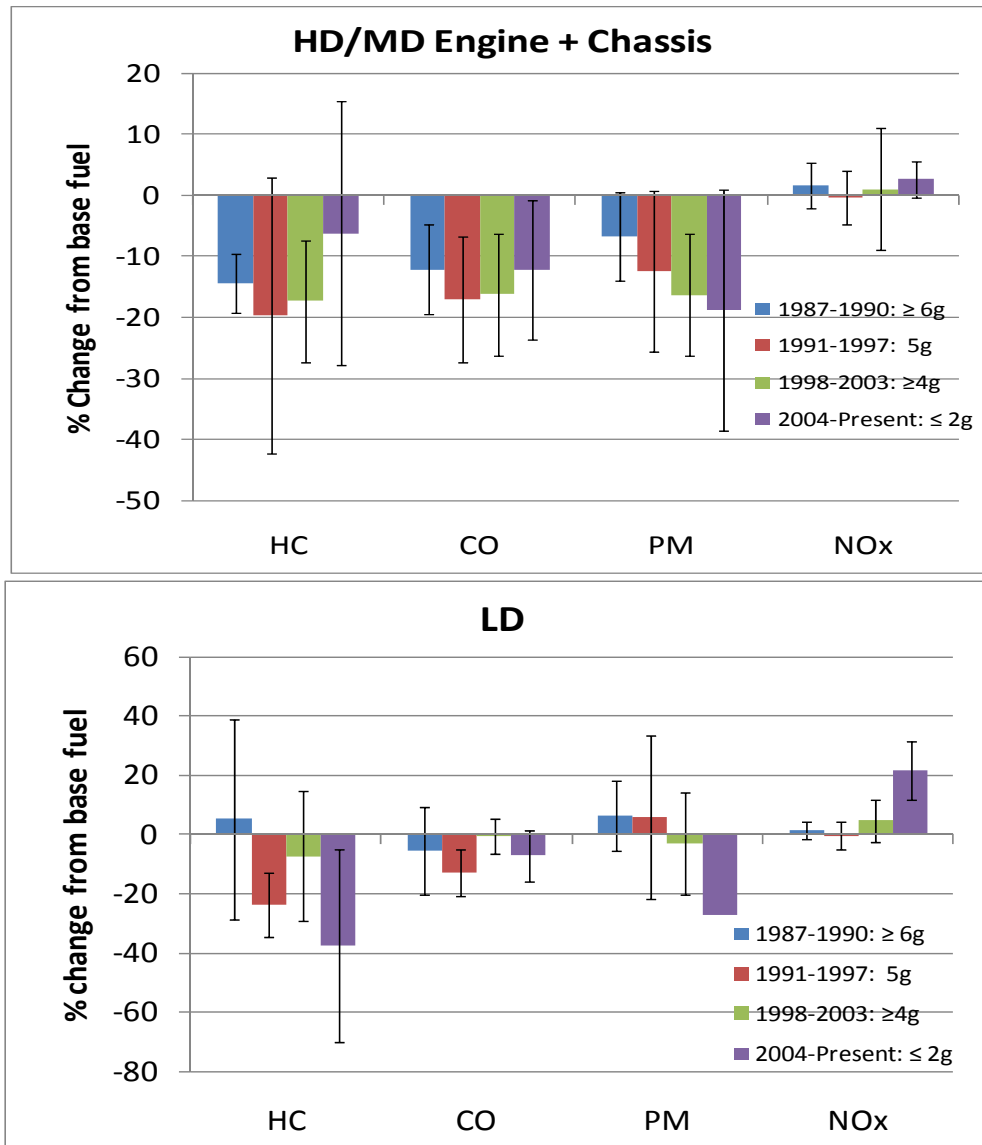 HD/MD Engine + Chassis
% Change from base fuel
20
10
0
-10
-20
-30
-40
-50
HC CO PM NOx
1987-1990: ≥ 6g
1991-1997: 5g
1998-2003: ≥4g
2004-Present: ≤ 2g
LD
% change from base fuel
60
40
20
0
-20
-40
-60
-80
HC CO PM NOx
1987-1990: ≥ 6g
1991-1997: 5g
1998-2003: ≥4g
2004-Present: ≤ 2g